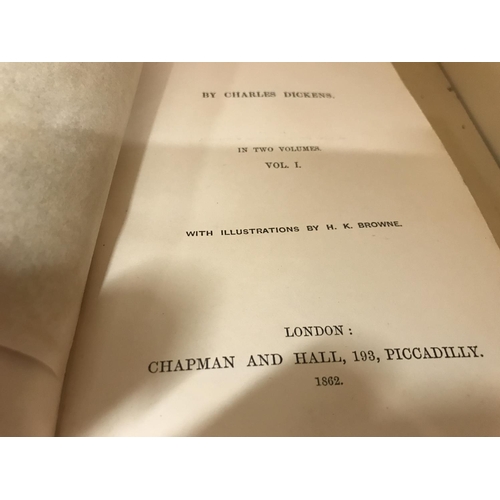 BY CHARLES DICKENS.
IN TWO VOLUMES.
VOL. I.
WITH ILLUSTRATIONS BY H. K. BROWNE.
LONDON:
CHAPMAN AND HALL, 193, PICCADILLY.
1862.